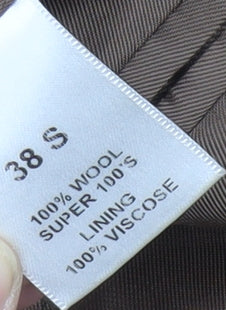 38 S
100% WOOL
SUPER 100'S
LINING
100% VISCOSE